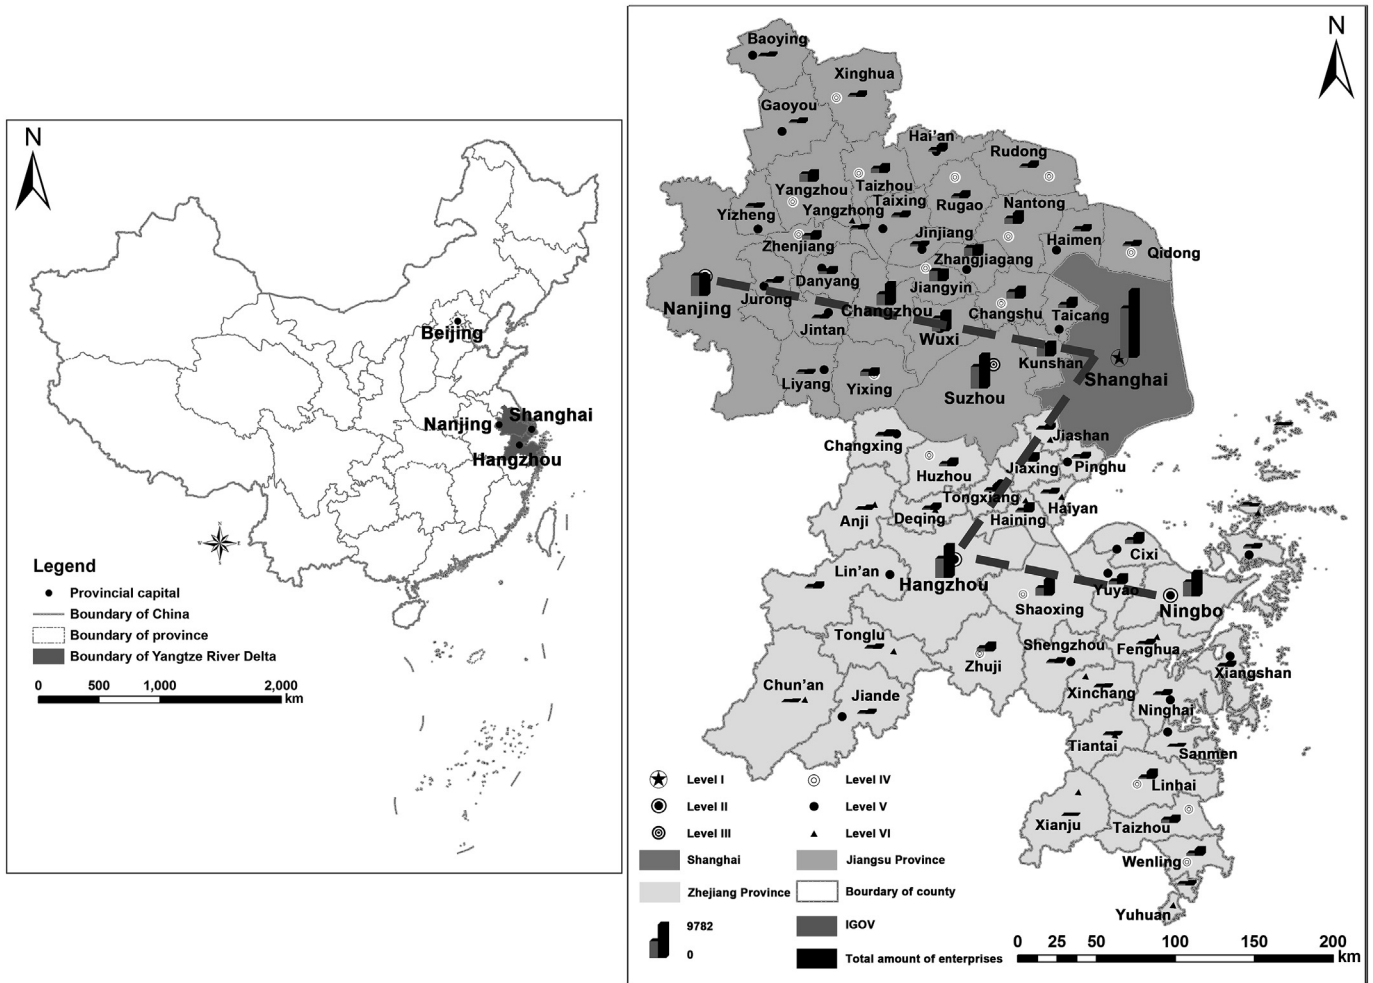 N
Beijing
Nanjing
Shanghai
Hangzhou
N
S
Legend
Provincial capital
Boundary of China
Boundary of province
Boundary of Yangtze River Delta
0 500 1,000 2,000
km
N
Baoying
Xinghua
Gaoyou
Hai'an
Rudong
Yangzhou
Taizhou
Taixing
Rugao
Nantong
Yizheng
Yangzhong
Zhenjiang
Jinjiang
Haimen
Qidong
Zhangjiagang
Danyang
Jiangyin
Nanjing
Jurong
Changzhou
Changshu
Taicang
Jintan
Wuxi
Kunshan
Shanghai
Liyang
Yixing
Suzhou
Changxing
Jiashan
Huzhou
Jiaxing
Pinghu
Tongxiang
Haiyan
Anji
Deqing
Haining
Cixi
Lin'an
Hangzhou
Yuyao
Shaoxing
Ningbo
Tonglu
Shengzhou
Fenghua
Zhuji
Xiangshan
Chun'an
Jiande
Xinchang
Ninghai
Tiantai
Sanmen
Linhai
Xianju
Taizhou
Wenling
Yuhuan
Level I
Level IV
Level II
Level V
Level III
Level VI
Shanghai
Jiangsu Province
Zhejiang Province
Bourdary of county
9782
0
IGOV
Total amount of enterprises
0 25 50 100 150 200
km